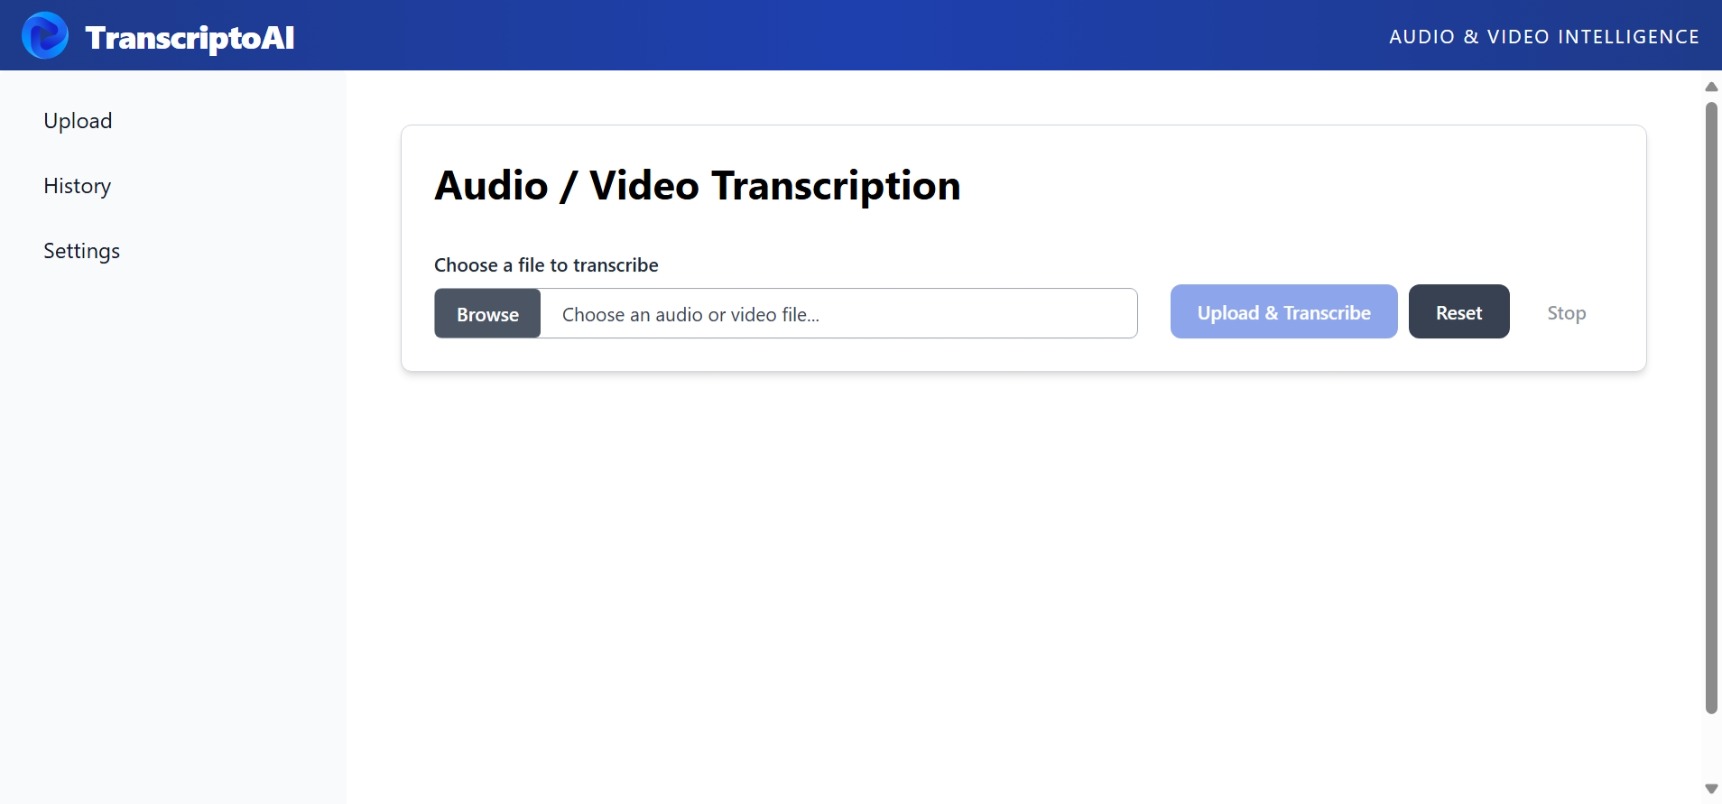 TranscriptoAI
AUDIO & VIDEO INTELLIGENCE
Upload
History
Settings
Audio / Video Transcription
Choose a file to transcribe
Browse
Choose an audio or video file...
Upload & Transcribe
Reset
Stop